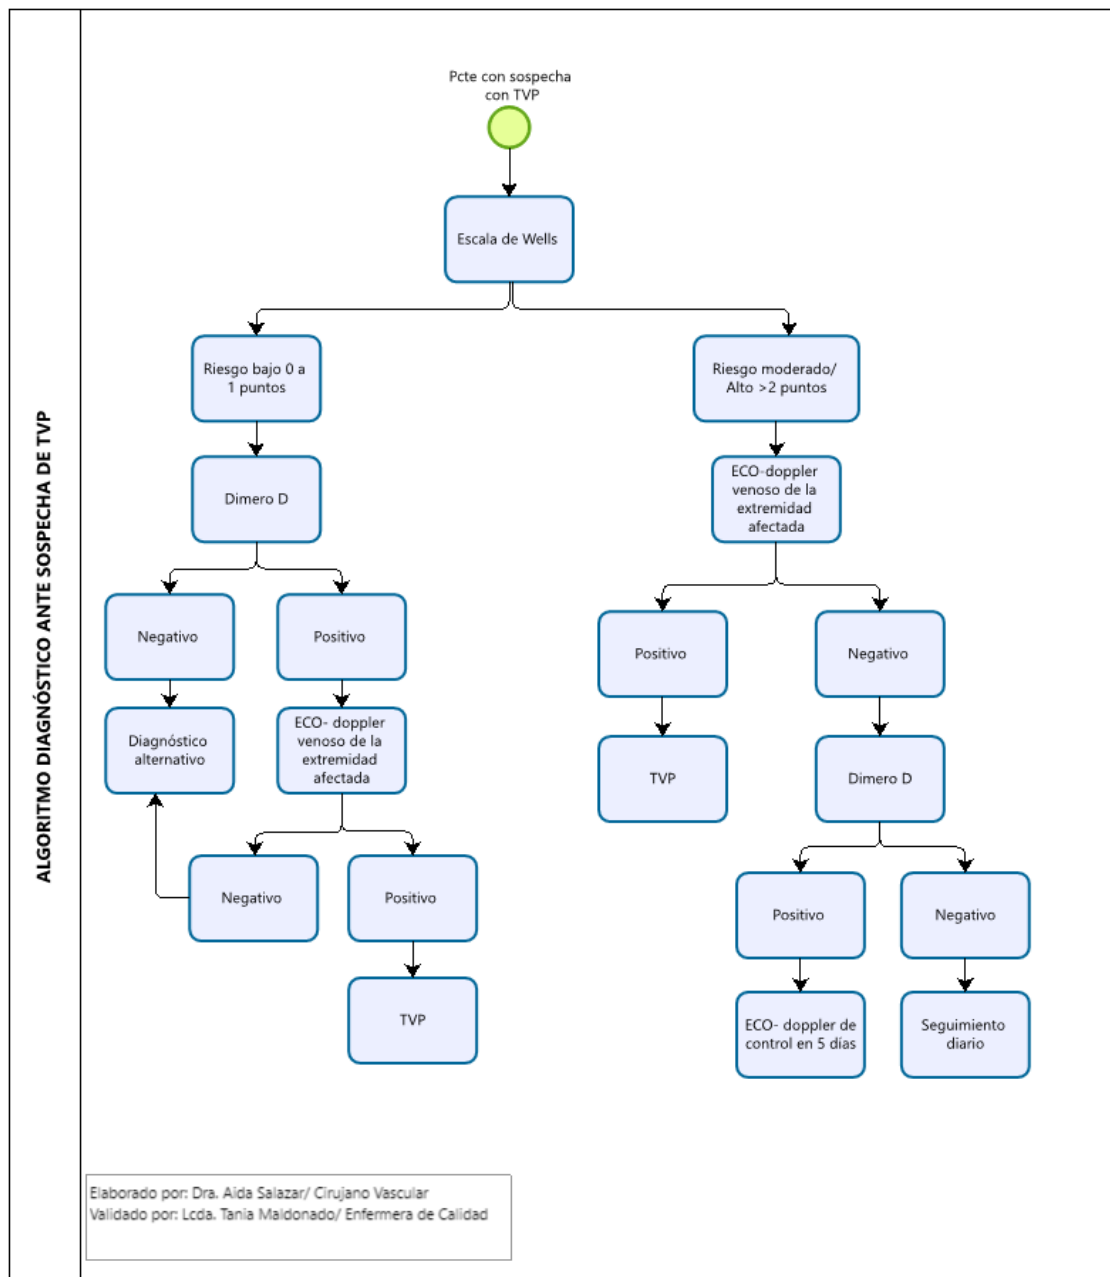 ALGORITMO DIAGNÓSTICO ANTE SOSPECHA DE TVP
Pcte con sospecha
con TVP
Escala de Wells
Riesgo bajo 0 a
1 puntos
Riesgo moderado/
Alto >2 puntos
Dimero D
ECO-doppler
venoso de la
extremidad
afectada
Negativo
Positivo
Positivo
Negativo
Diagnóstico
alternativo
ECO- doppler
venoso de la
extremidad
afectada
TVP
Dimero D
Negativo
Positivo
Positivo
Negativo
TVP
ECO- doppler de
control en 5 días
Seguimiento
diario
Elaborado por: Dra. Aida Salazar/ Cirujano Vascular
Validado por: Lcda. Tania Maldonado/ Enfermera de Calidad